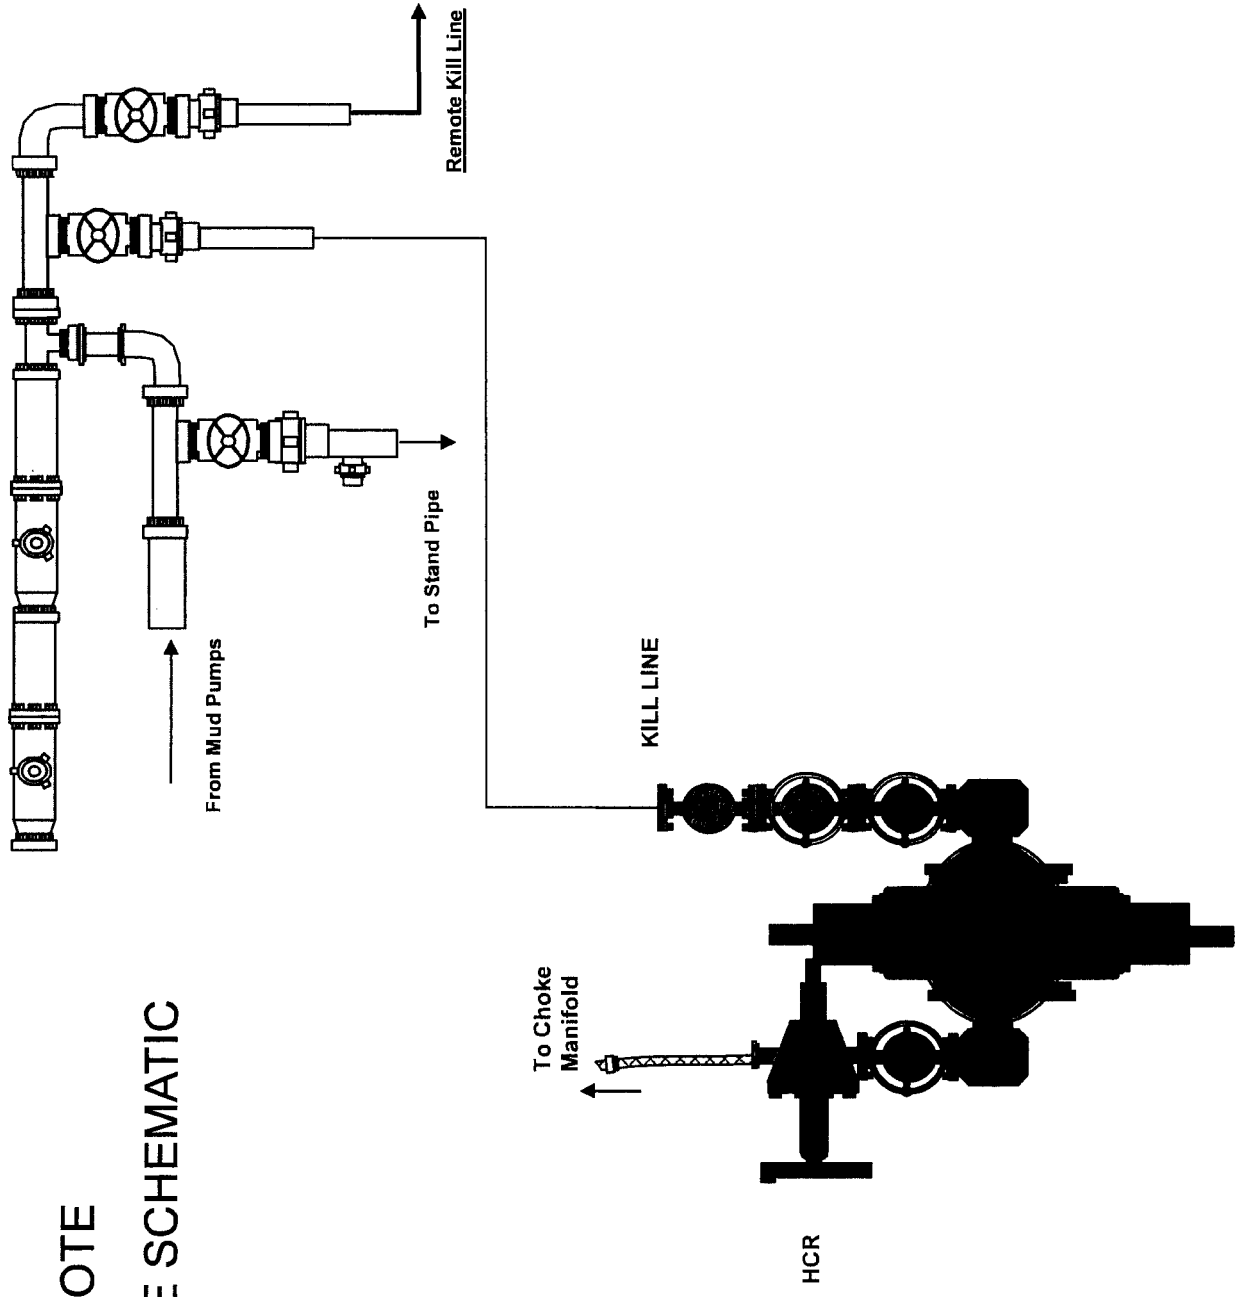 OTE
E SCHEMATIC
Remote Kill Line
To Stand Pipe
From Mud Pumps
KILL LINE
To Choke
Manifold
HCR